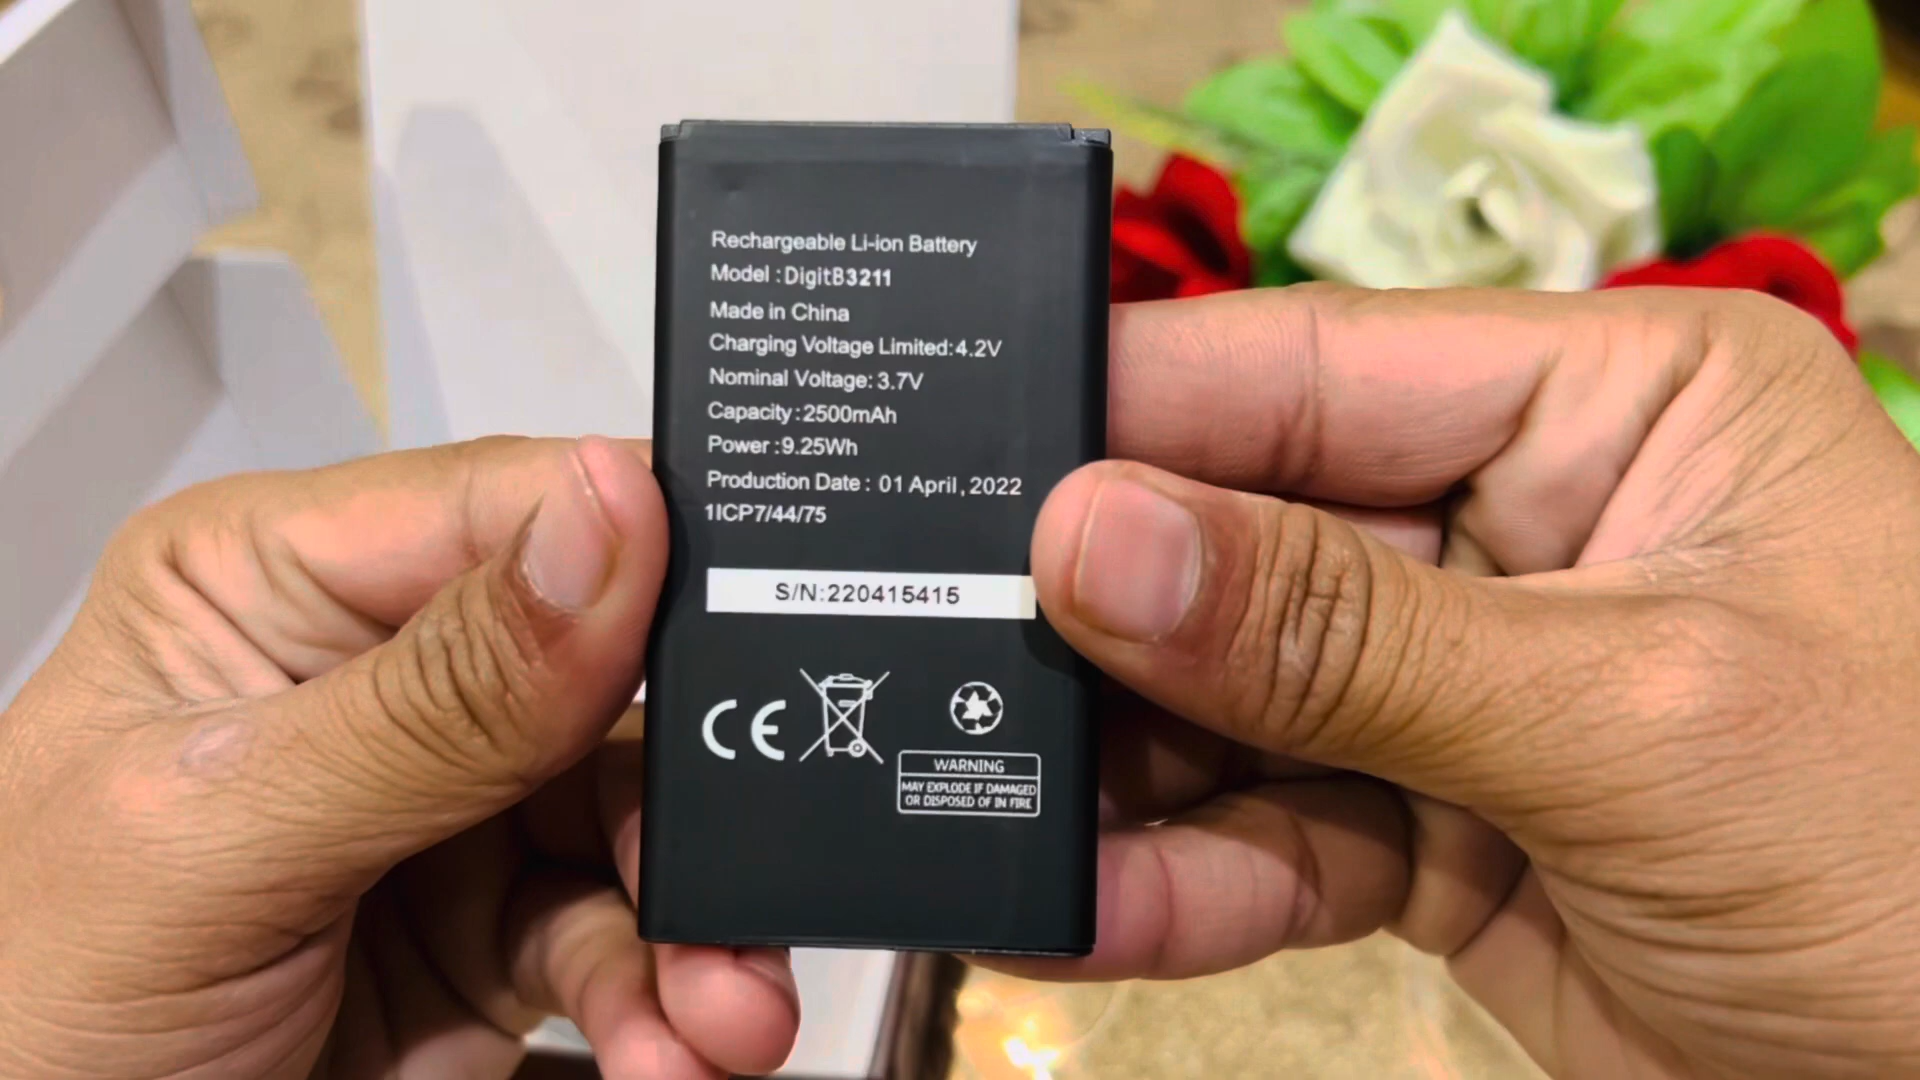 Rechargeable Li-ion Battery
Model : DigitB3211
Made in China
Charging Voltage Limited:4.2V
Nominal Voltage: 3.7V
Capacity:2500mAh
Power:9.25Wh
Production Date: 01 April, 2022
1ICP7/44/75
S/N:220415415
CE
WARNING
MAY EXPLODE IF DAMAGED
OR DISPOSED OF IN FIRE